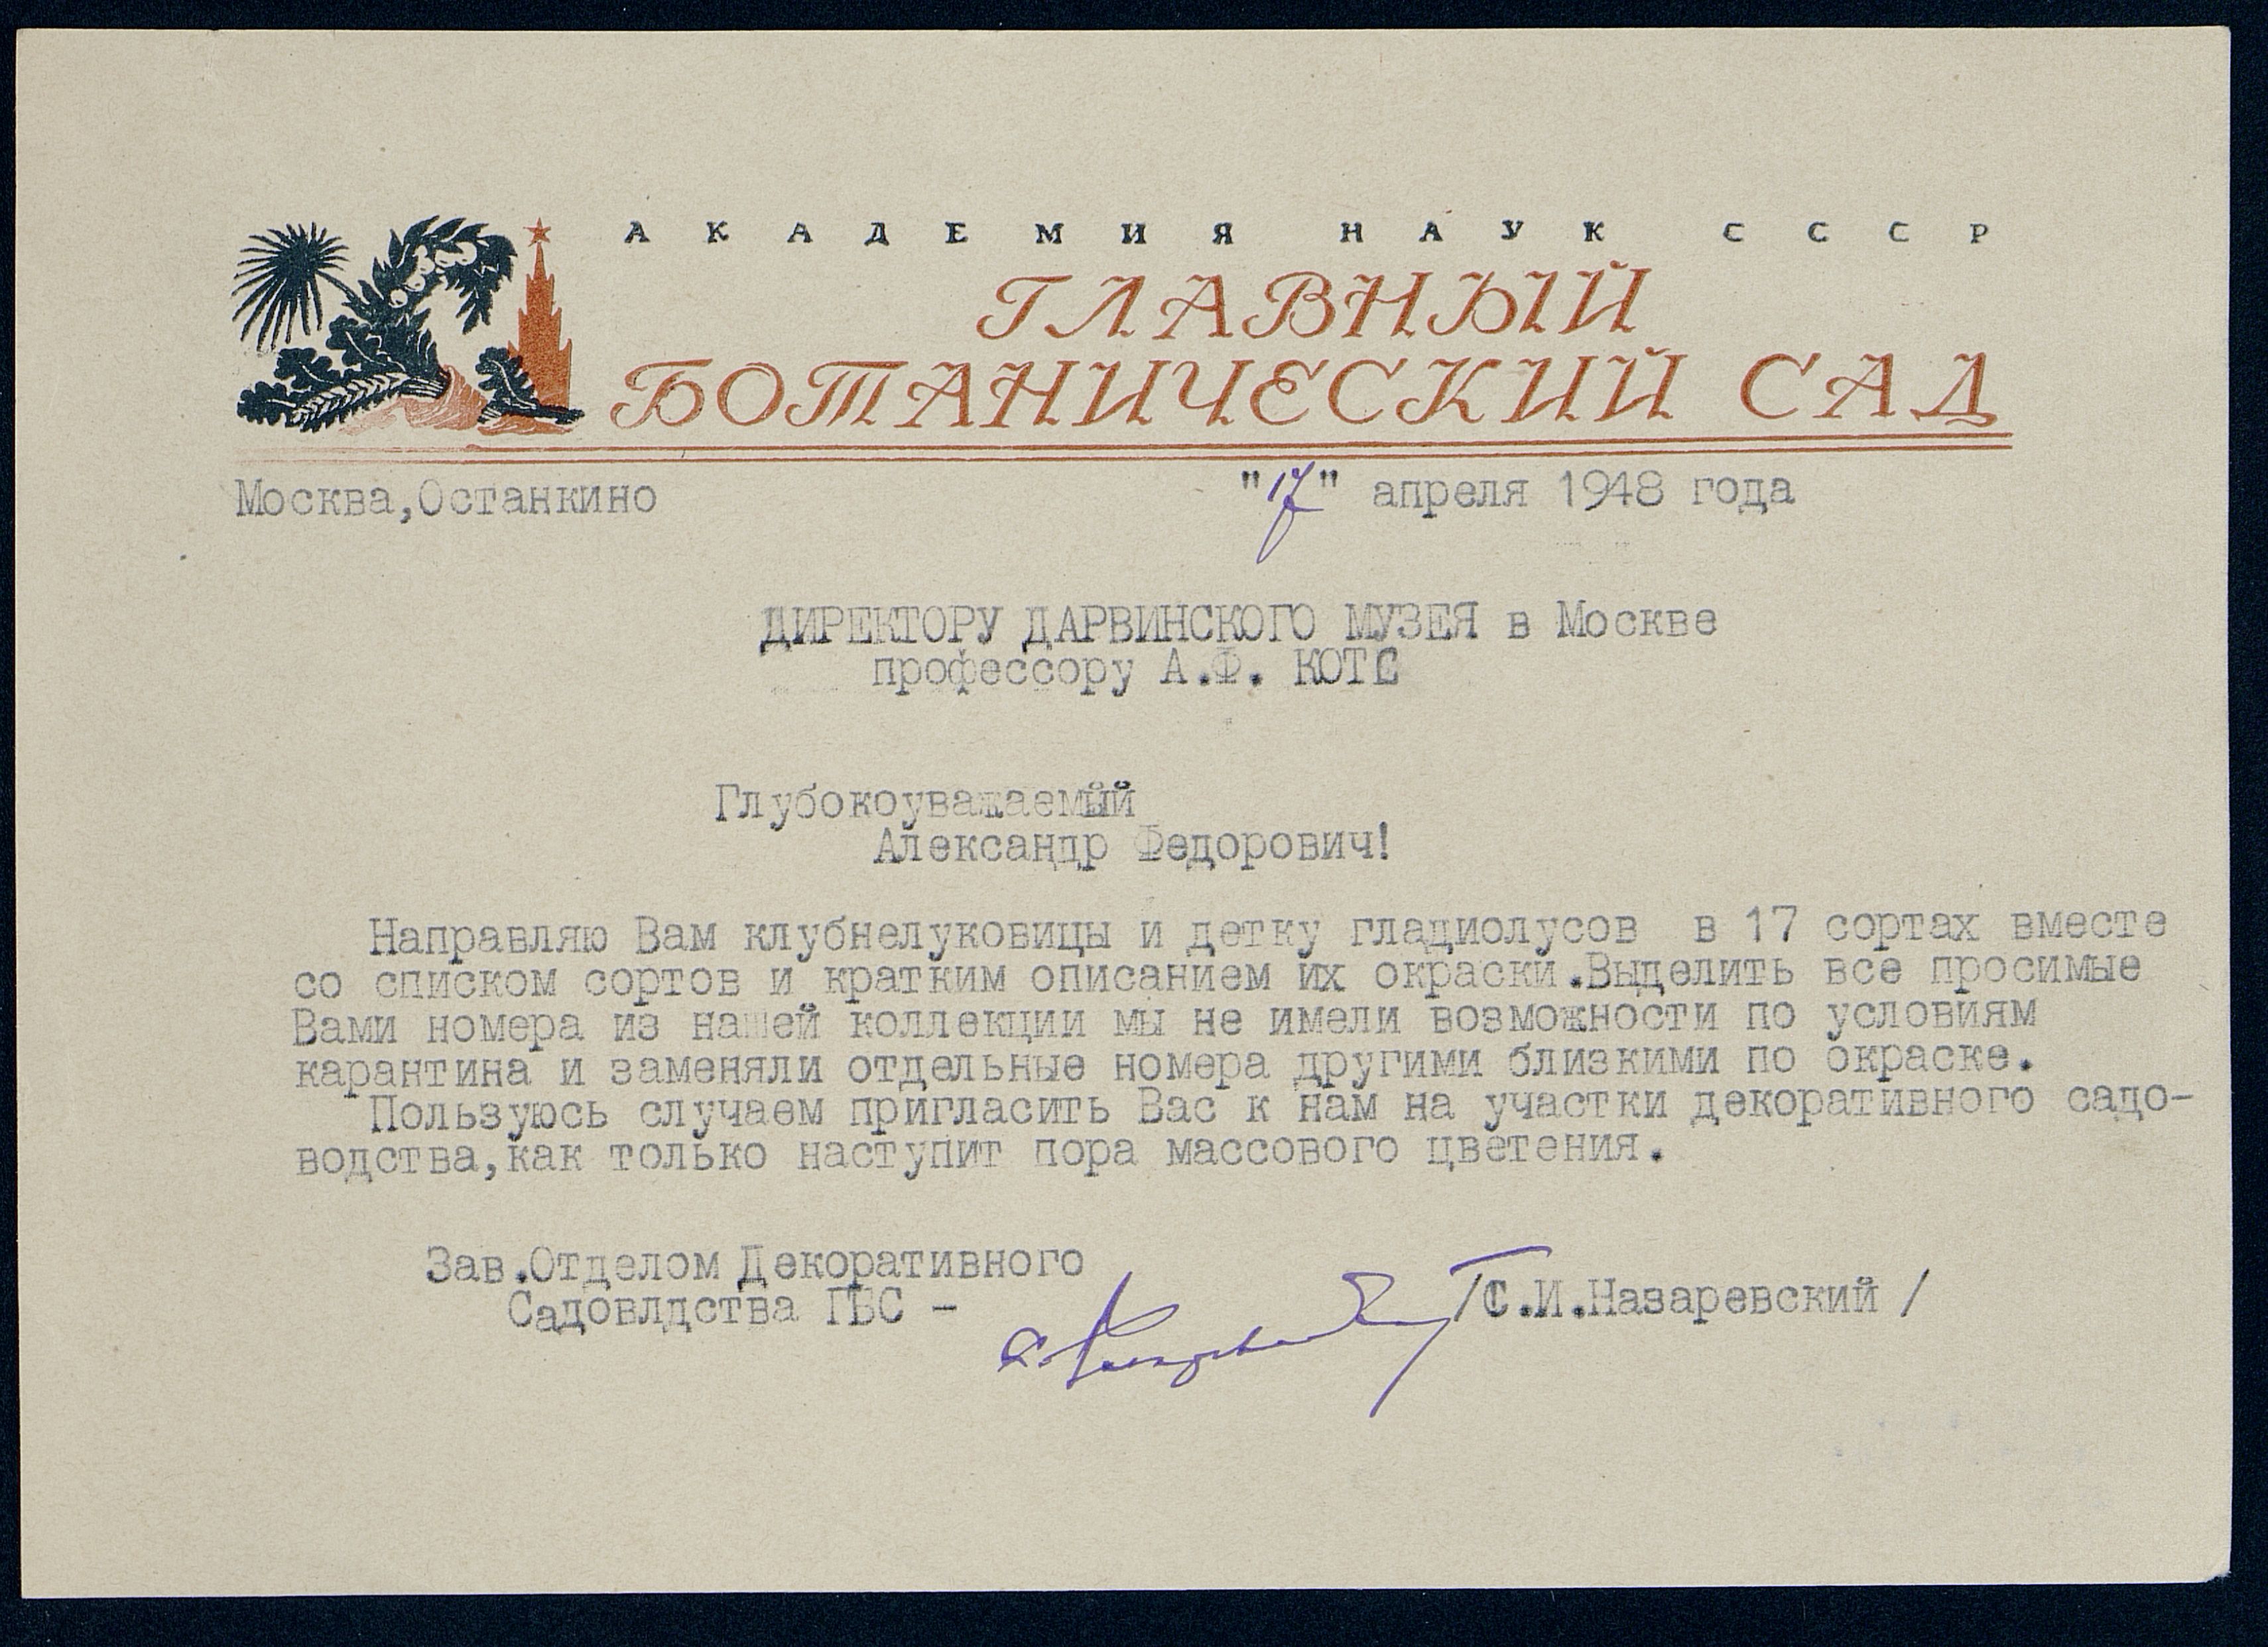 АКАДЕМИЯ НАУК СССР
ГЛАВНЫЙ
БОТАНИЧЕСКИЙ САД
Москва,Останкино
"17" апреля 1948 года
ДИРЕКТОРУ ДАРВИНСКОГО МУЗЕЯ в Москве
профессору А.Ф. КОТС
Глубокоуважаемый
Александр Федорович!
Направляю Вам клубнелуковицы и детку гладиолусов в 17 сортах вместе
со списком сортов и кратким описанием их окраски.Выделить все просимые
Вами номера из нашей коллекции мы не имели возможности по условиям
карантина и заменяли отдельные номера другими близкими по окраске.
Пользуюсь случаем пригласить Вас к нам на участки декоративного садо-
водства,как только наступит пора массового цветения.
Зав.Отделом Декоративного
Садовлдства ГБС -
/С.И.Назаревский /